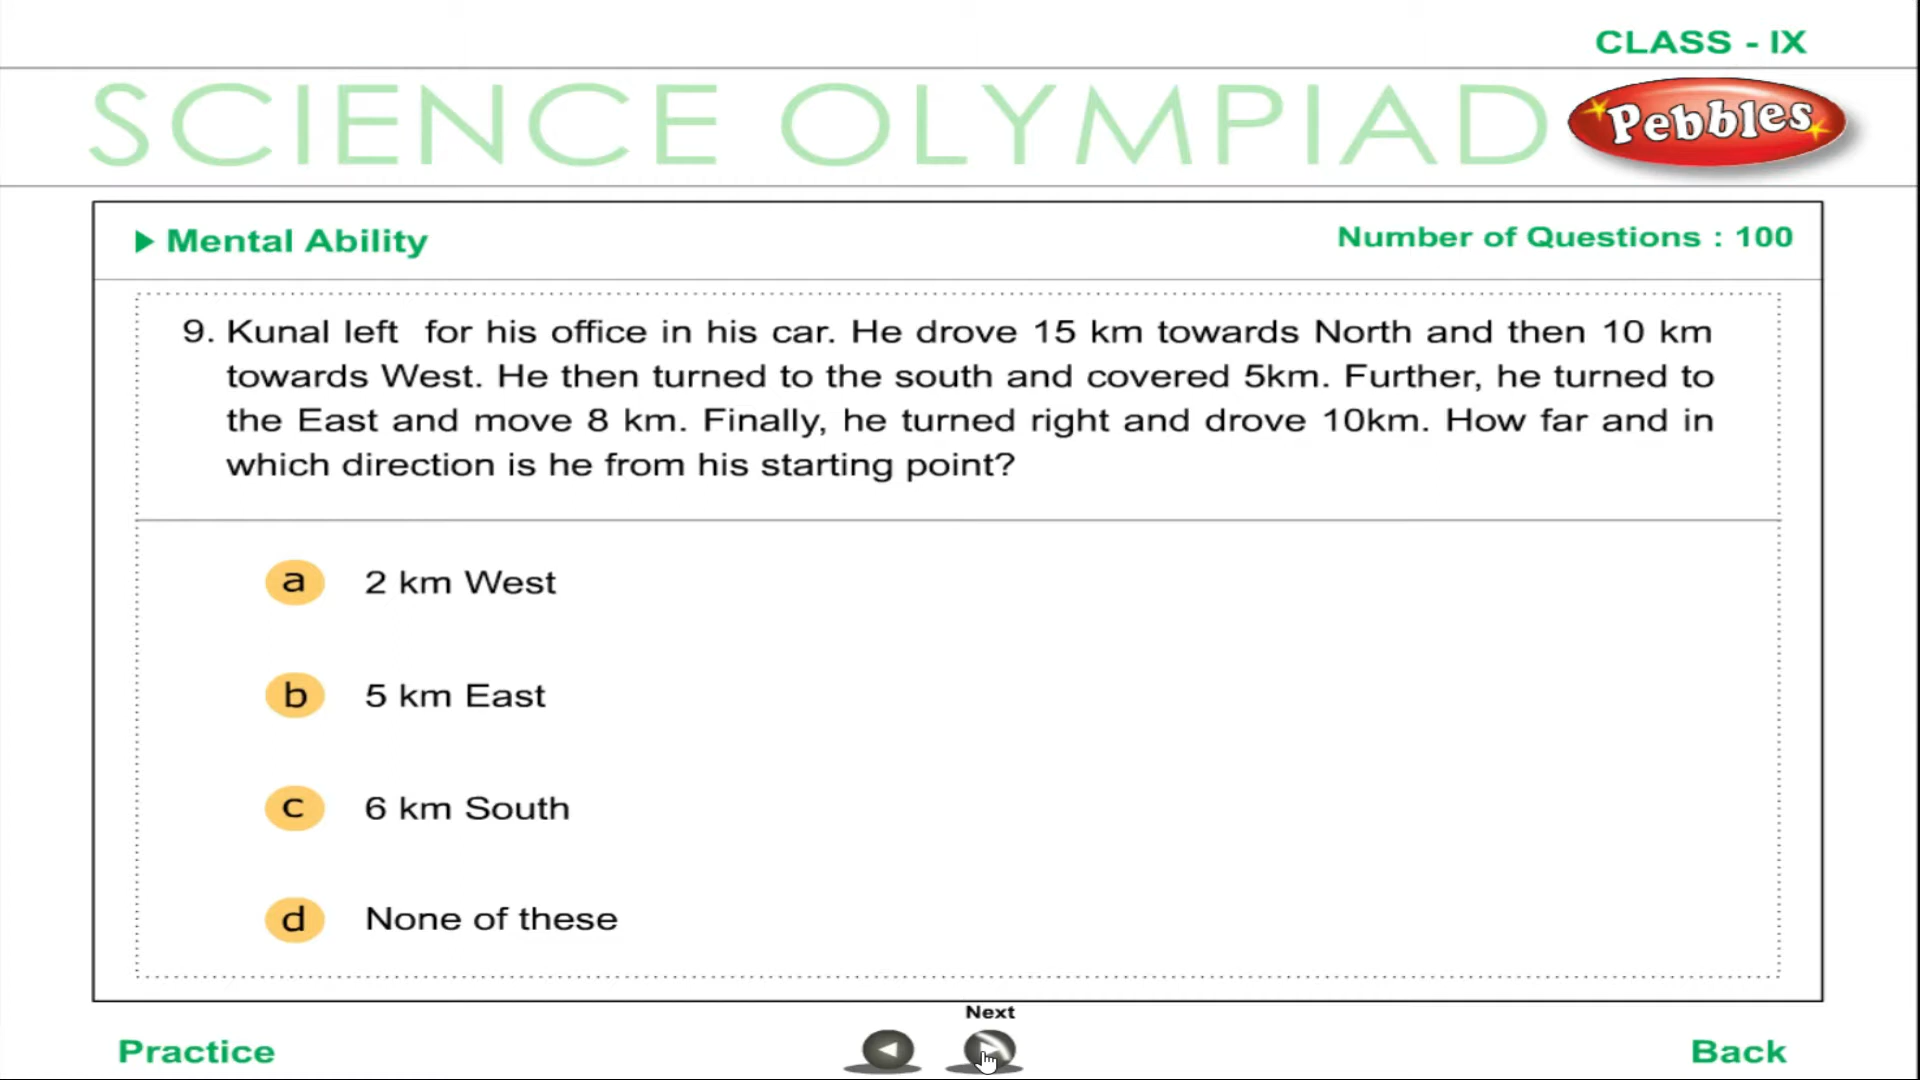 CLASS - IX
SCIENCE OLYMPIAD
Pebbles
Mental Ability
Number of Questions : 100
9. Kunal left for his office in his car. He drove 15 km towards North and then 10 km
towards West. He then turned to the south and covered 5km. Further, he turned to
the East and move 8 km. Finally, he turned right and drove 10km. How far and in
which direction is he from his starting point?
a 2 km West
b 5 km East
c 6 km South
d None of these
Next
Practice
Back